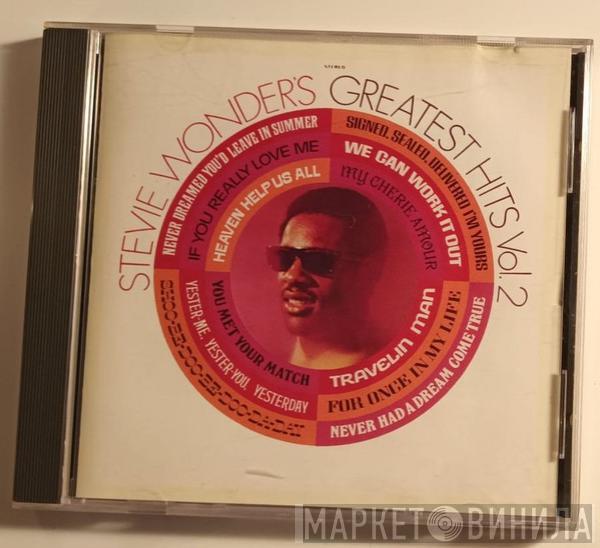 STEREO
STEVIE WONDER'S GREATEST HITS Vol. 2
NEVER DREAMED YOU'D LEAVE IN SUMMER
IF YOU REALLY LOVE ME
HEAVEN HELP US ALL
SIGNED, SEALED, DELIVERED I'M YOURS
WE CAN WORK IT OUT
MY CHERIE AMOUR
SHOO-BE-DOO-BE-DOO-DA-DAY
YESTER-ME, YESTER-YOU, YESTERDAY
YOU MET YOUR MATCH
TRAVELIN MAN
FOR ONCE IN MY LIFE
NEVER HAD A DREAM COME TRUE
МАРКЕТ ВИНИЛА